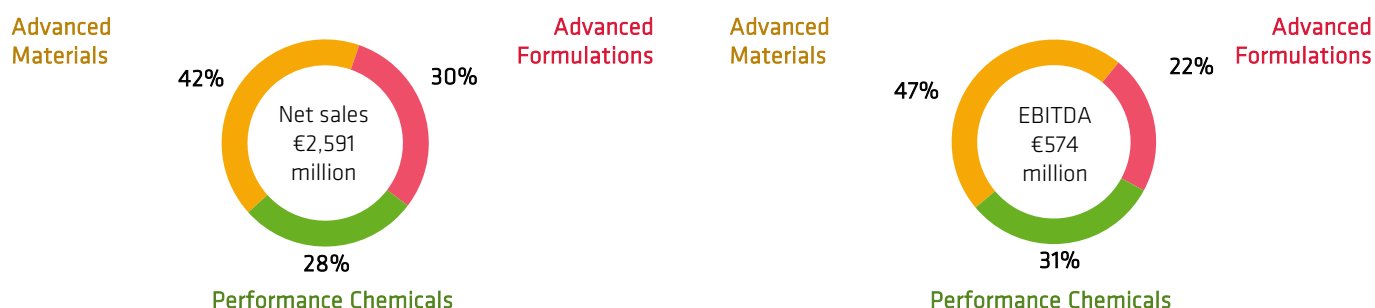 Advanced
Materials
Advanced
Formulations
42%
30%
Net sales
€2,591
million
28%
Performance Chemicals
Advanced
Materials
Advanced
Formulations
47%
22%
EBITDA
€574
million
31%
Performance Chemicals